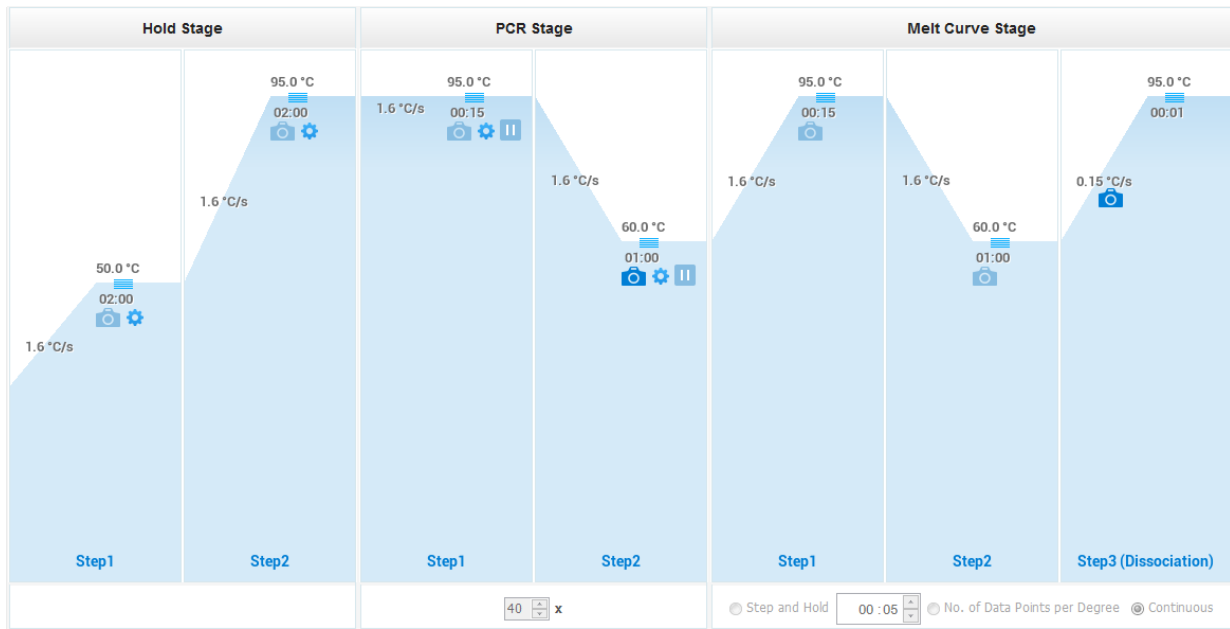 Hold Stage
PCR Stage
Melt Curve Stage
50.0 °C
02:00
1.6 °C/s
Step1
95.0 °C
02:00
1.6 °C/s
Step2
95.0 °C
1.6 °C/s
00:15
Step1
1.6 °C/s
60.0 °C
01:00
Step2
40 x
95.0 °C
00:15
1.6 °C/s
Step1
1.6 °C/s
60.0 °C
01:00
Step2
95.0 °C
00:01
0.15 °C/s
Step3 (Dissociation)
Step and Hold 00 :05 No. of Data Points per Degree Continuous